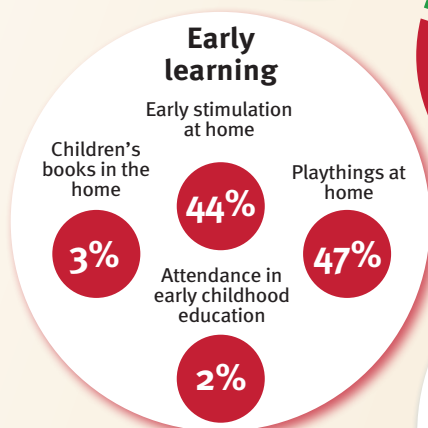 Early
learning
Early stimulation
at home
44%
Children's
books in the
home
3%
Playthings at
home
47%
Attendance in
early childhood
education
2%